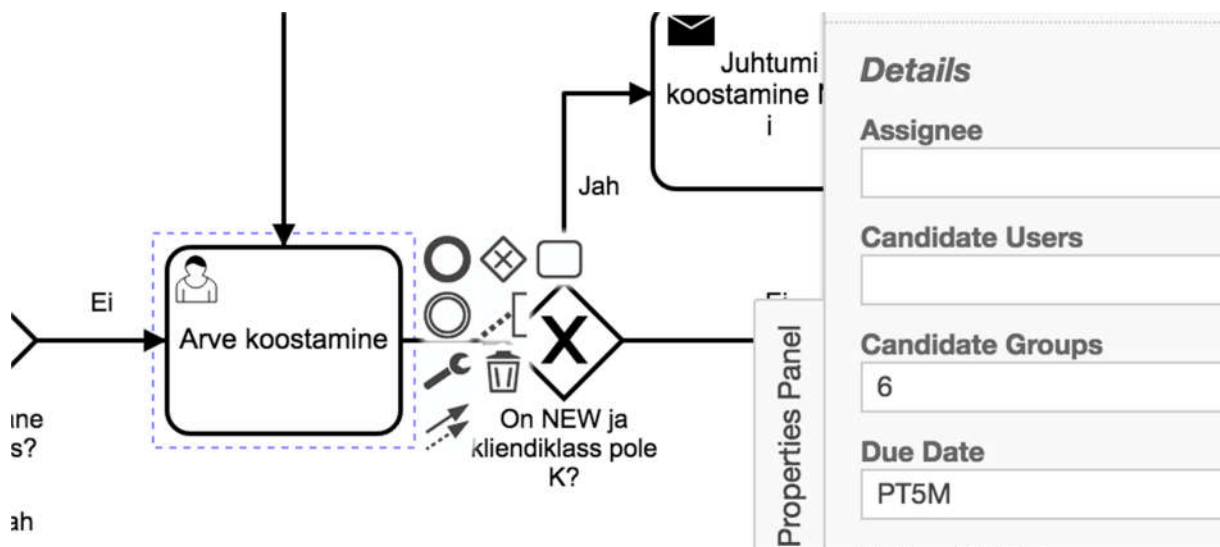 Juhtumi
koostamine
i
Jah
Ei
Arve koostamine
On NEW ja
kliendiklass pole
K?
s?
Properties Panel
Details
Assignee
Candidate Users
Candidate Groups
6
Due Date
PT5M